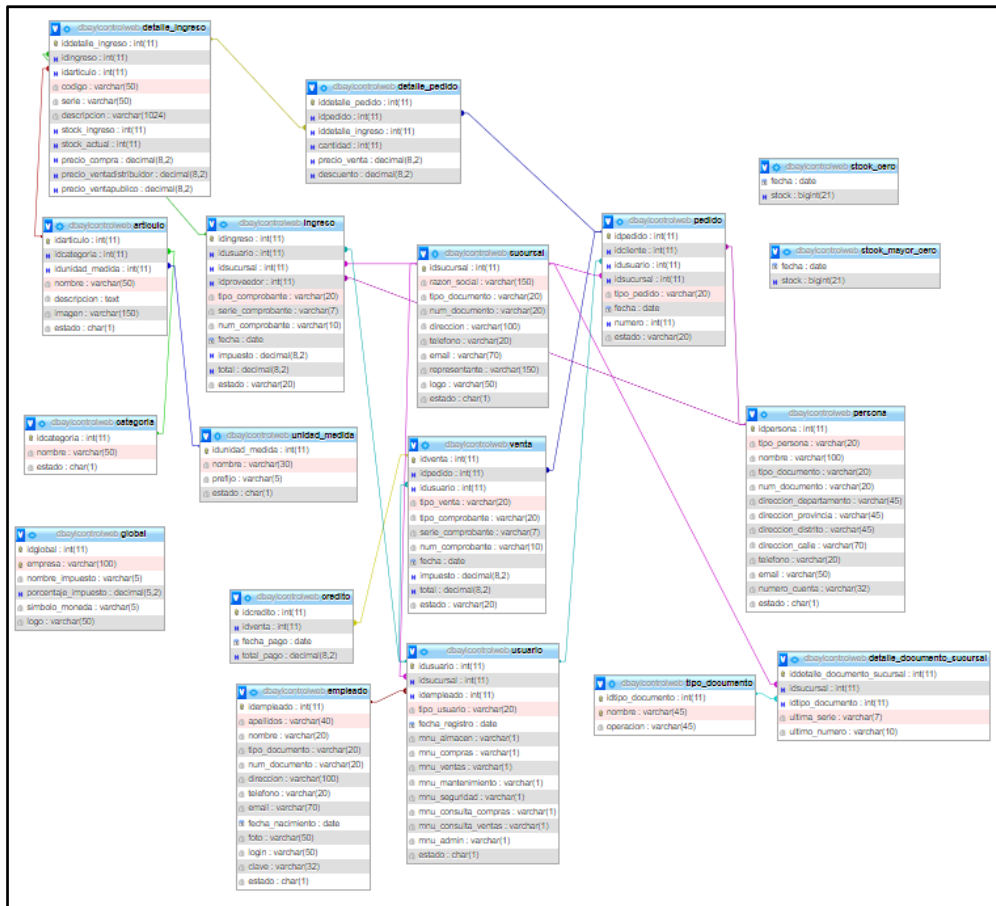 dbaylcontrolweb detalle_ingreso
iddetalle_ingreso : int(11)
idingreso : int(11)
idarticulo : int(11)
codigo : varchar(50)
serie : varchar(50)
descripcion : varchar(1024)
stock_ingreso : int(11)
stock_actual : int(11)
precio_compra : decimal(8,2)
precio_ventadistribuidor : decimal(8,2)
precio_ventapublico : decimal(8,2)
dbaylcontrolweb detalle_pedido
iddetalle_pedido : int(11)
idpedido : int(11)
iddetalle_ingreso : int(11)
cantidad : int(11)
precio_venta : decimal(8,2)
descuento : decimal(8,2)
dbaylcontrolweb stook_oero
fecha : date
stock : bigint(21)
dbaylcontrolweb artioulo
idarticulo : int(11)
idcategoria : int(11)
idunidad_medida : int(11)
nombre : varchar(50)
descripcion : text
imagen : varchar(150)
estado : char(1)
dbaylcontrolweb ingreso
idingreso : int(11)
idusuario : int(11)
idsucursal : int(11)
idproveedor : int(11)
tipo_comprobante : varchar(20)
serie_comprobante : varchar(7)
num_comprobante : varchar(10)
fecha : date
impuesto : decimal(8,2)
total : decimal(8,2)
estado : varchar(20)
dbaylcontrolweb suoursal
idsucursal : int(11)
razon_social : varchar(150)
tipo_documento : varchar(20)
num_documento : varchar(20)
direccion : varchar(100)
telefono : varchar(20)
email : varchar(70)
representante : varchar(150)
logo : varchar(50)
estado : char(1)
dbaylcontrolweb pedido
idpedido : int(11)
idcliente : int(11)
idusuario : int(11)
idsucursal : int(11)
tipo_pedido : varchar(20)
fecha : date
numero : int(11)
estado : varchar(20)
dbaylcontrolweb stook_mayor_oero
fecha : date
stock : bigint(21)
dbaylcontrolweb oategoria
idcategoria : int(11)
nombre : varchar(50)
estado : char(1)
dbaylcontrolweb unidad_medida
idunidad_medida : int(11)
nombre : varchar(30)
prefijo : varchar(5)
estado : char(1)
dbaylcontrolweb venta
idventa : int(11)
idpedido : int(11)
idusuario : int(11)
tipo_venta : varchar(20)
tipo_comprobante : varchar(20)
serie_comprobante : varchar(7)
num_comprobante : varchar(10)
fecha : date
impuesto : decimal(8,2)
total : decimal(8,2)
estado : varchar(20)
dbaylcontrolweb persona
idpersona : int(11)
tipo_persona : varchar(20)
nombre : varchar(100)
tipo_documento : varchar(20)
num_documento : varchar(20)
direccion_departamento : varchar(45)
direccion_provincia : varchar(45)
direccion_distrito : varchar(45)
direccion_calle : varchar(70)
telefono : varchar(20)
email : varchar(50)
numero_cuenta : varchar(32)
estado : char(1)
dbaylcontrolweb global
idglobal : int(11)
empresa : varchar(100)
nombre_impuesto : varchar(5)
porcentaje_impuesto : decimal(5,2)
simbolo_moneda : varchar(5)
logo : varchar(50)
dbaylcontrolweb oredito
idcredito : int(11)
idventa : int(11)
fecha_pago : date
total_pago : decimal(8,2)
dbaylcontrolweb usuario
idusuario : int(11)
idsucursal : int(11)
idempleado : int(11)
tipo_usuario : varchar(20)
fecha_registro : date
mnu_almacen : varchar(1)
mnu_compras : varchar(1)
mnu_ventas : varchar(1)
mnu_mantenimiento : varchar(1)
mnu_seguridad : varchar(1)
mnu_consulta_compras : varchar(1)
mnu_consulta_ventas : varchar(1)
mnu_admin : varchar(1)
estado : char(1)
dbaylcontrolweb empleado
idempleado : int(11)
apellidos : varchar(40)
nombre : varchar(20)
tipo_documento : varchar(20)
num_documento : varchar(20)
direccion : varchar(100)
telefono : varchar(20)
email : varchar(70)
fecha_nacimiento : date
foto : varchar(50)
login : varchar(50)
clave : varchar(32)
estado : char(1)
dbaylcontrolweb tipo_doumento
idtipo_documento : int(11)
nombre : varchar(45)
operacion : varchar(45)
dbaylcontrolweb detalle_dooumento_suoursal
iddetalle_documento_sucursal : int(11)
idsucursal : int(11)
idtipo_documento : int(11)
ultima_serie : varchar(7)
ultimo_numero : varchar(10)